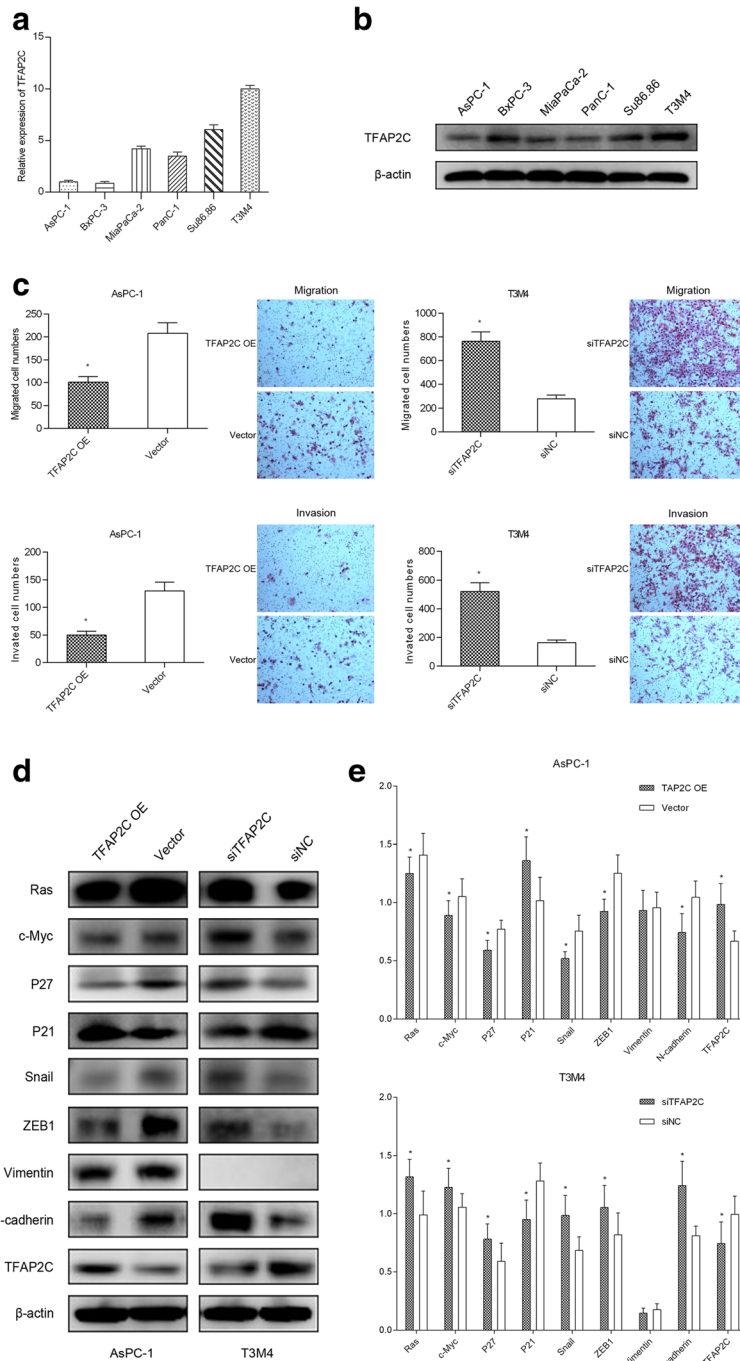 a
Relative expression of TFAP2C
15
10
5
0
AsPC-1
BxPC-3
MiaPaCa-2
PanC-1
Su86.86
T3M4
b
AsPC-1
BxPC-3
MiaPaCa-2
PanC-1
Su86.86
T3M4
TFAP2C
β-actin
c
AsPC-1
Migrated cell numbers
250
200
150
100
50
0
*
TFAP2C OE
Vector
Migration
TFAP2C OE
Vector
T3M4
Migrated cell numbers
1000
800
600
400
200
0
*
siTFAP2C
siNC
Migration
siTFAP2C
siNC
AsPC-1
Invated cell numbers
200
150
100
50
0
*
TFAP2C OE
Vector
Invasion
TFAP2C OE
Vector
T3M4
Invated cell numbers
800
600
400
200
0
*
siTFAP2C
siNC
Invasion
siTFAP2C
siNC
d
TFAP2C OE
Vector
siTFAP2C
siNC
Ras
c-Myc
P27
P21
Snail
ZEB1
Vimentin
-cadherin
TFAP2C
β-actin
AsPC-1
T3M4
e
AsPC-1
TAP2C OE
Vector
2.0
1.5
1.0
0.5
0.0
* * * * * * * *
Ras
c-Myc
P27
P21
Snail
ZEB1
Vimentin
N-cadherin
TFAP2C
T3M4
siTFAP2C
siNC
2.0
1.5
1.0
0.5
0.0
* * * * * * * *
Ras
c-Myc
P27
P21
Snail
ZEB1
Vimentin
cadherin
TFAP2C